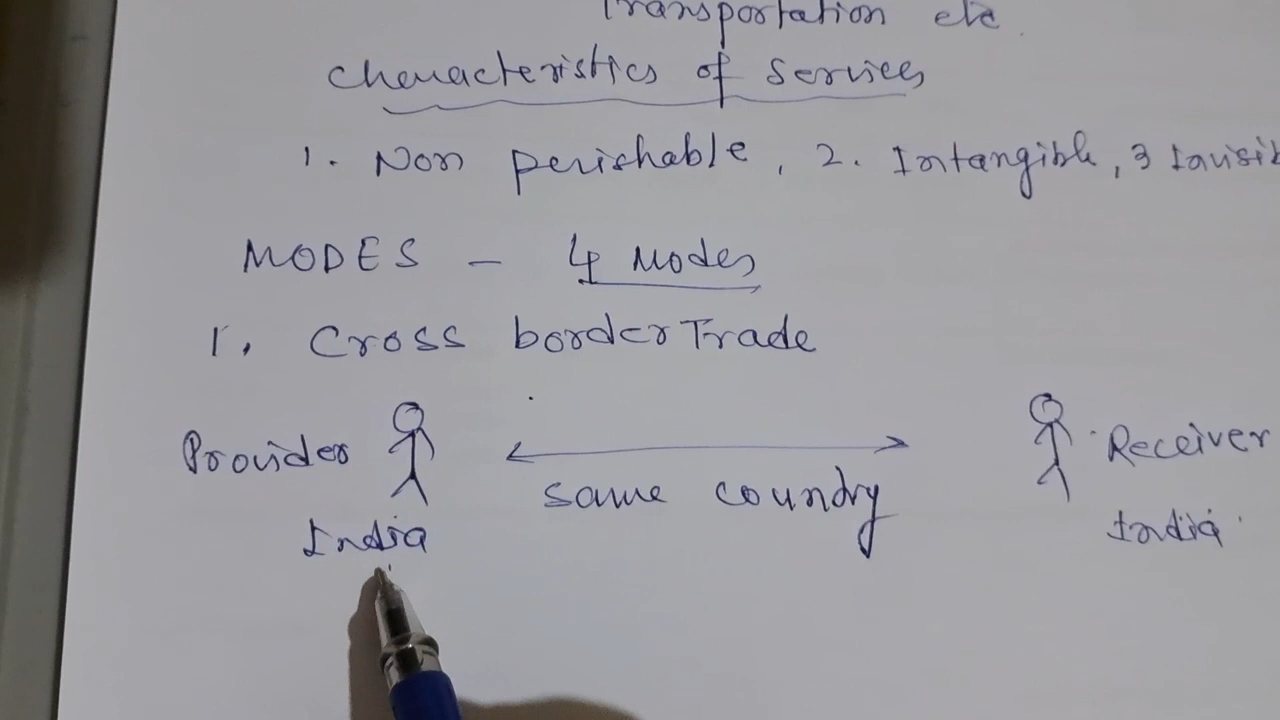 Transportation etc.
Characteristics of Services
1. Non perishable, 2. Intangible, 3 Invisib
MODES - 4 Modes
1. Cross border Trade
Provider
Receiver
same country
India
India